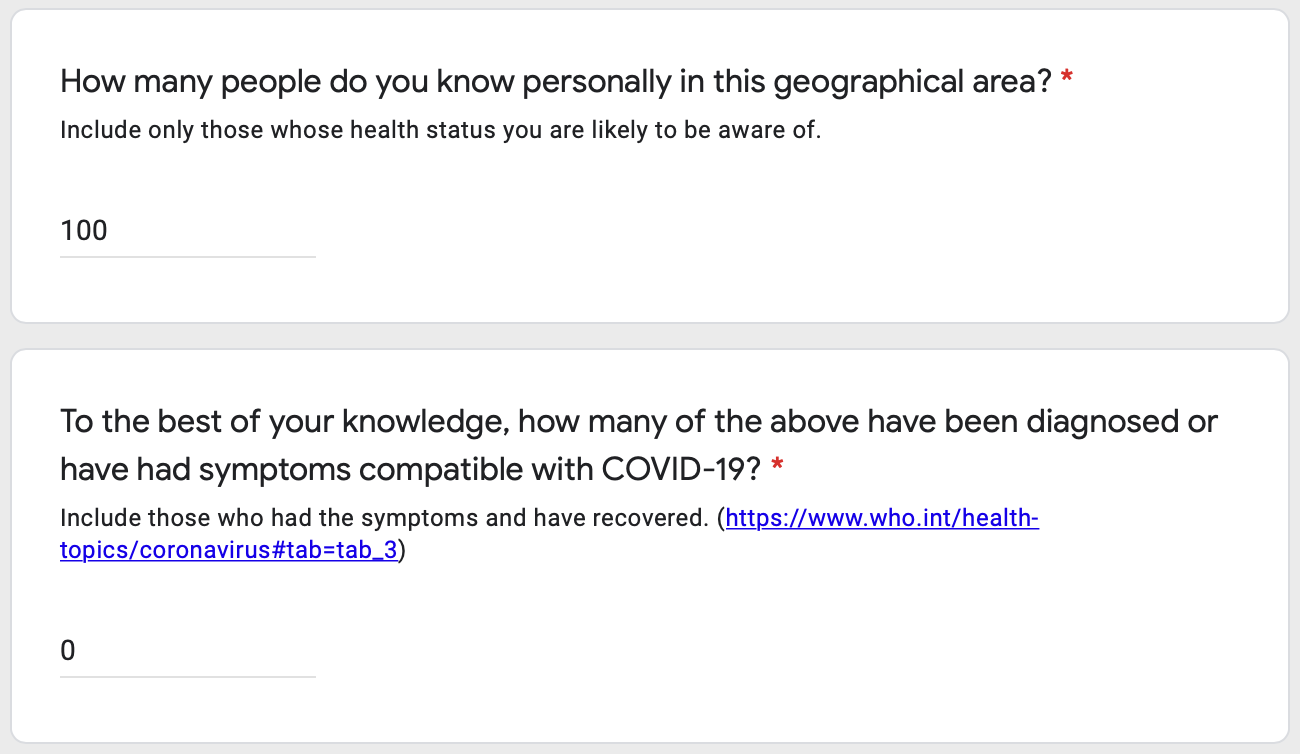 How many people do you know personally in this geographical area? *
Include only those whose health status you are likely to be aware of.
100
To the best of your knowledge, how many of the above have been diagnosed or
have had symptoms compatible with COVID-19? *
Include those who had the symptoms and have recovered. (https://www.who.int/health-
topics/coronavirus#tab=tab_3)
0